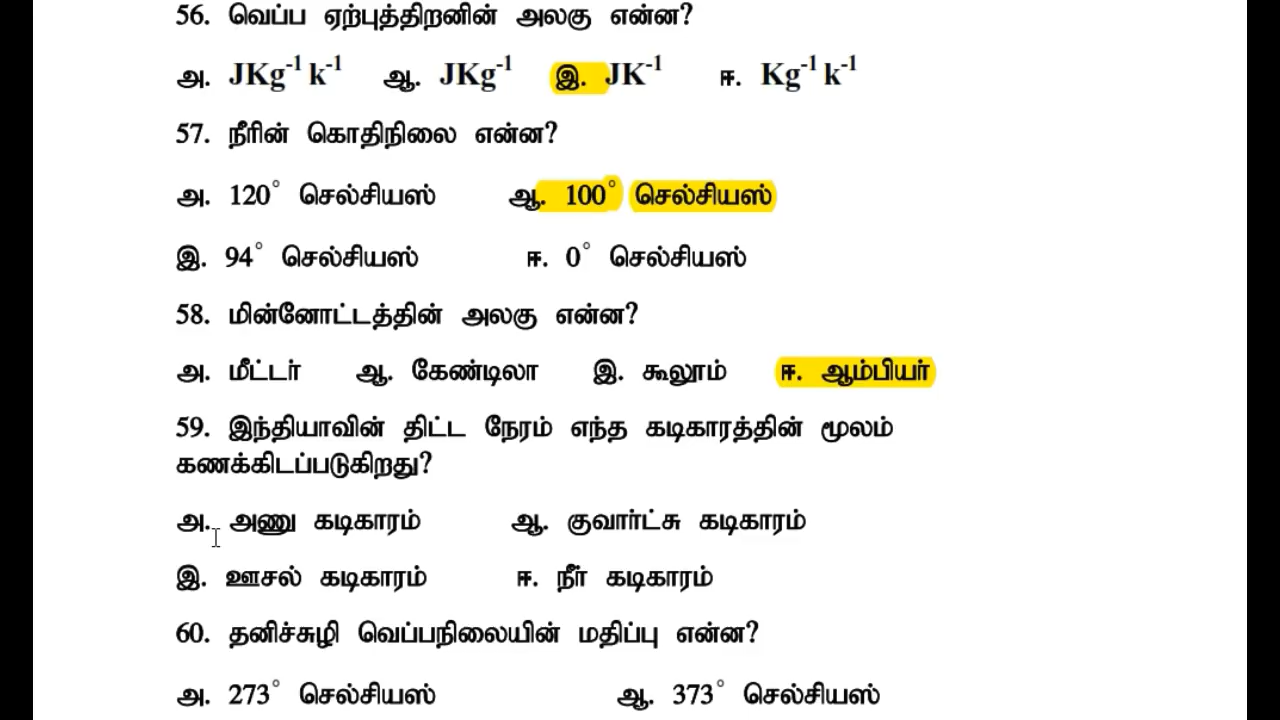 56. வெப்ப ஏற்புத்திறனின் அலகு என்ன?
அ. JKg⁻¹ k⁻¹ ஆ. JKg⁻¹ இ. JK⁻¹ ஈ. Kg⁻¹ k⁻¹
57. நீரின் கொதிநிலை என்ன?
அ. 120° செல்சியஸ் ஆ. 100° செல்சியஸ்
இ. 94° செல்சியஸ் ஈ. 0° செல்சியஸ்
58. மின்னோட்டத்தின் அலகு என்ன?
அ. மீட்டர் ஆ. கேண்டிலா இ. கூலூம் ஈ. ஆம்பியர்
59. இந்தியாவின் திட்ட நேரம் எந்த கடிகாரத்தின் மூலம்
கணக்கிடப்படுகிறது?
அ. அணு கடிகாரம் ஆ. குவார்ட்சு கடிகாரம்
இ. ஊசல் கடிகாரம் ஈ. நீர் கடிகாரம்
60. தனிச்சுழி வெப்பநிலையின் மதிப்பு என்ன?
அ. 273° செல்சியஸ் ஆ. 373° செல்சியஸ்